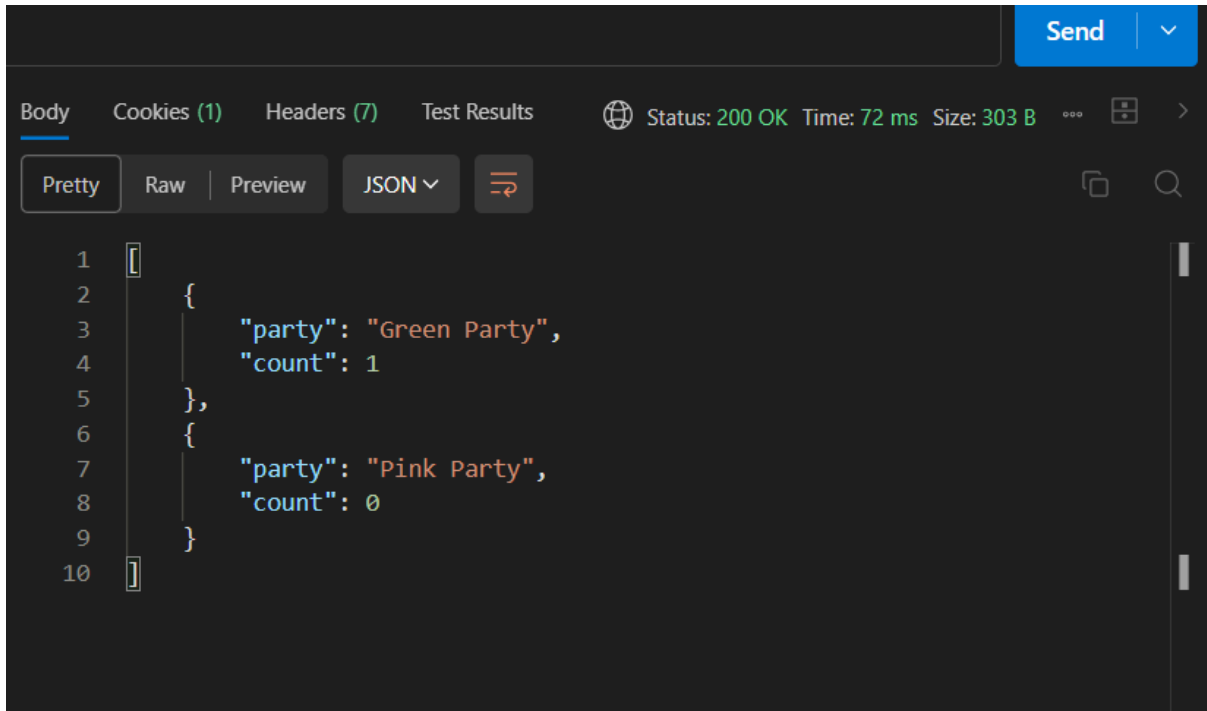 Send
Body Cookies (1) Headers (7) Test Results Status: 200 OK Time: 72 ms Size: 303 B
Pretty Raw Preview JSON
1 [
2 {
3 "party": "Green Party",
4 "count": 1
5 },
6 {
7 "party": "Pink Party",
8 "count": 0
9 }
10 ]